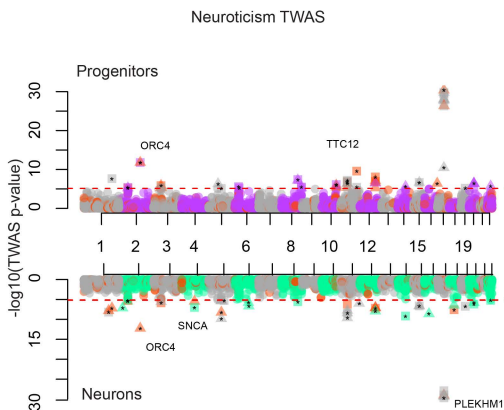 Neuroticism TWAS
Progenitors
30
20
10
0
ORC4
TTC12
-log10(TWAS p-value)
1 2 3 4 6 8 10 12 15 19
0
15
30
SNCA
ORC4
Neurons
PLEKHM1